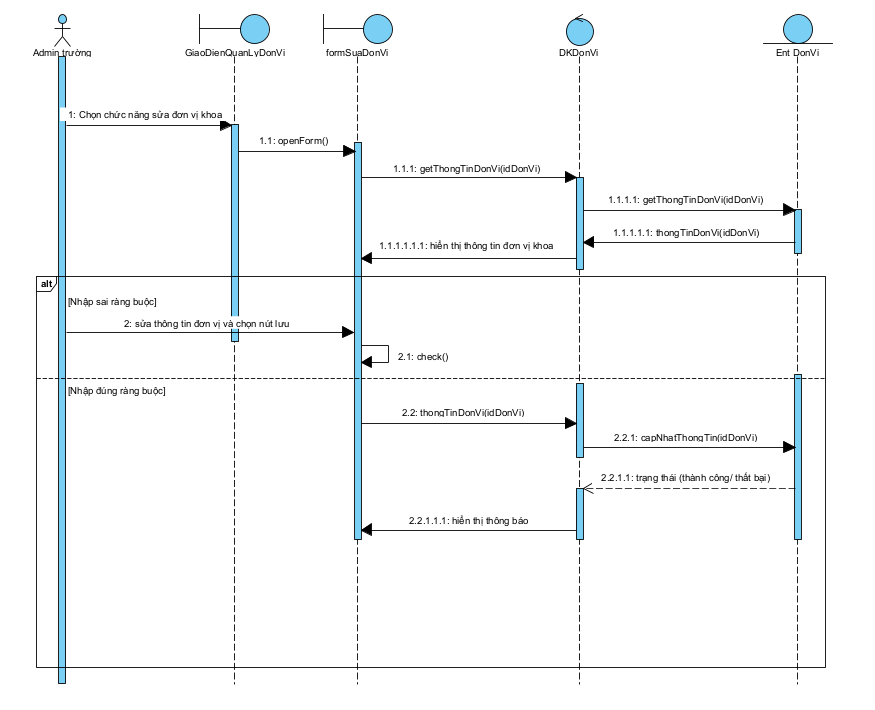 Admin trường
GiaoDienQuanLyDonVi
formSuaDonVi
DKDonVi
Ent DonVi
1: Chọn chức năng sửa đơn vị khoa
1.1: openForm()
1.1.1: getThongTinDonVi(idDonVi)
1.1.1.1: getThongTinDonVi(idDonVi)
1.1.1.1.1: thongTinDonVi(idDonVi)
1.1.1.1.1.1: hiển thị thông tin đơn vị khoa
alt
[Nhập sai ràng buộc]
2: sửa thông tin đơn vị và chọn nút lưu
2.1: check()
[Nhập đúng ràng buộc]
2.2: thongTinDonVi(idDonVi)
2.2.1: capNhatThongTin(idDonVi)
2.2.1.1: trạng thái (thành công/ thất bại)
2.2.1.1.1: hiển thị thông báo